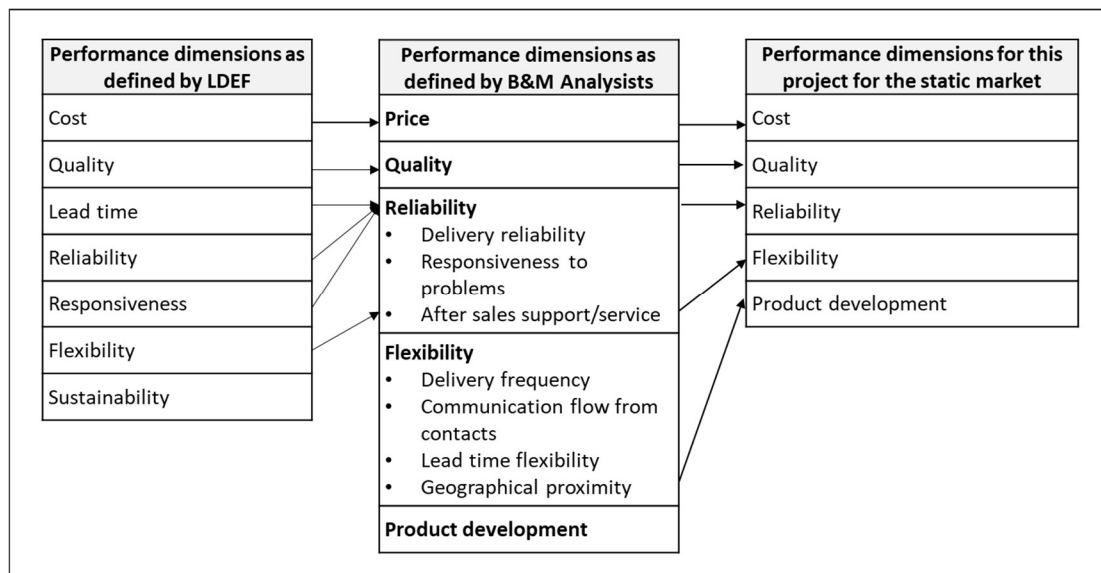 Performance dimensions as
defined by LDEF
Cost
Quality
Lead time
Reliability
Responsiveness
Flexibility
Sustainability
Performance dimensions as
defined by B&M Analysists
Price
Quality
Reliability
• Delivery reliability
• Responsiveness to
problems
• After sales support/service
Flexibility
• Delivery frequency
• Communication flow from
contacts
• Lead time flexibility
• Geographical proximity
Product development
Performance dimensions for this
project for the static market
Cost
Quality
Reliability
Flexibility
Product development